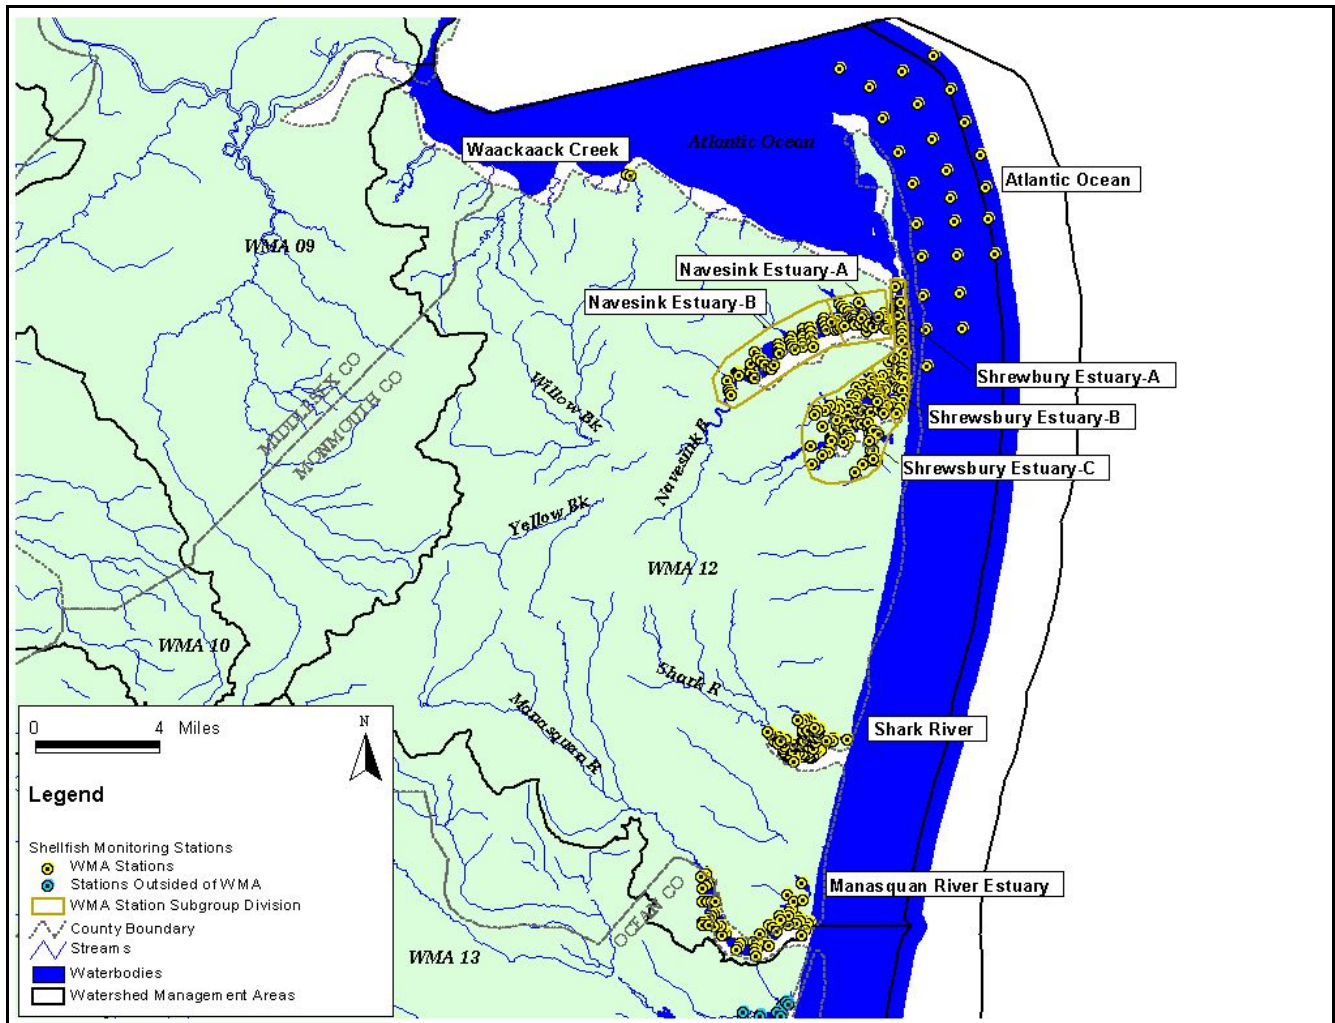 Waackaack Creek
Atlantic Ocean
Atlantic Ocean
WMA 09
Navesink Estuary-A
Navesink Estuary-B
Shrewbury Estuary-A
Shrewsbury Estuary-B
Shrewsbury Estuary-C
MIDDLESEX CO
MONMOUTH CO
Willow Bk
Navesink R
Yellow Bk
WMA 12
WMA 10
Shark R
Manasquan R
Shark River
Manasquan River Estuary
OCEAN CO
WMA 13
0 4 Miles
N
Legend
Shellfish Monitoring Stations
WMA Stations
Stations Outsided of WMA
WMA Station Subgroup Division
County Boundary
Streams
Waterbodies
Watershed Management Areas